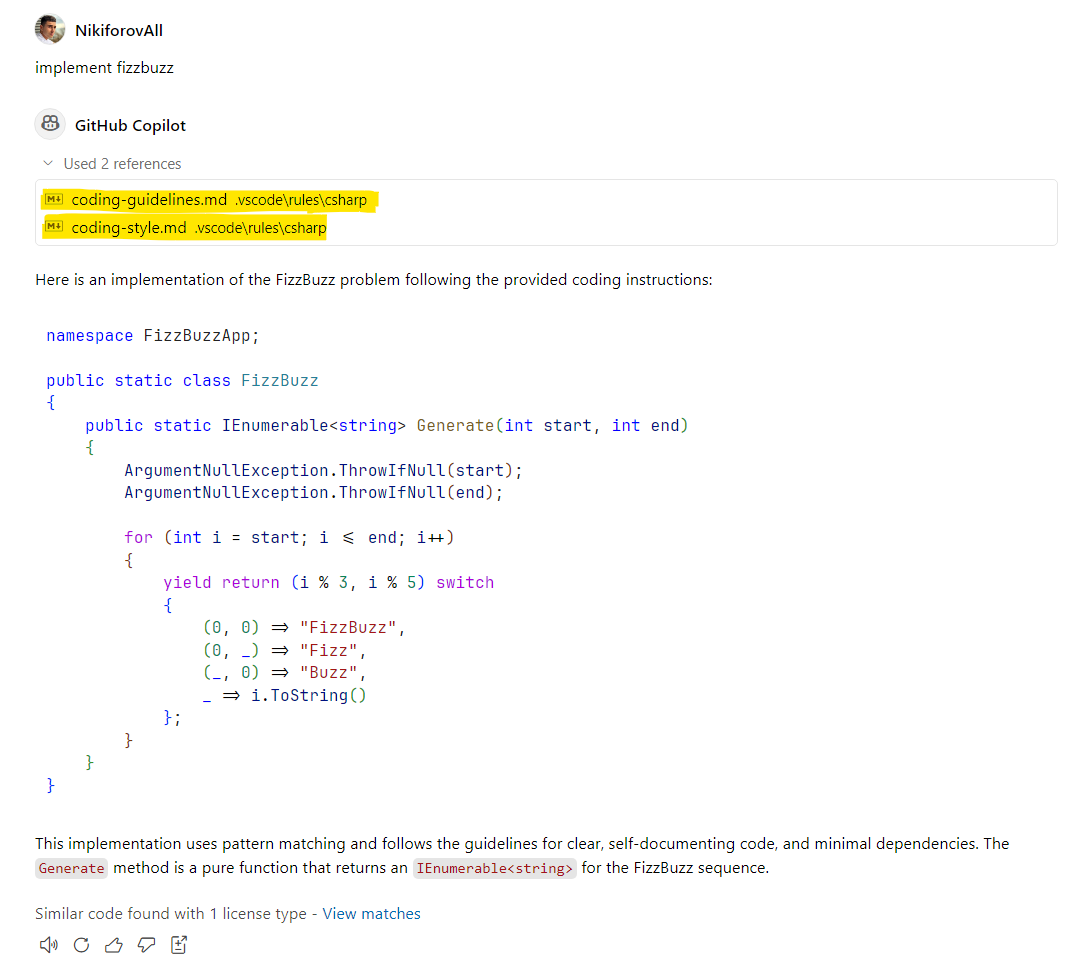 NikiforovAll
implement fizzbuzz
GitHub Copilot
Used 2 references
M↓ coding-guidelines.md .vscode\rules\csharp
M↓ coding-style.md .vscode\rules\csharp
Here is an implementation of the FizzBuzz problem following the provided coding instructions:
namespace FizzBuzzApp;
public static class FizzBuzz
{
    public static IEnumerable<string> Generate(int start, int end)
    {
        ArgumentNullException.ThrowIfNull(start);
        ArgumentNullException.ThrowIfNull(end);
        for (int i = start; i <= end; i++)
        {
            yield return (i % 3, i % 5) switch
            {
                (0, 0) => "FizzBuzz",
                (0, _) => "Fizz",
                (_, 0) => "Buzz",
                _ => i.ToString()
            };
        }
    }
}
This implementation uses pattern matching and follows the guidelines for clear, self-documenting code, and minimal dependencies. The
Generate method is a pure function that returns an IEnumerable<string> for the FizzBuzz sequence.
Similar code found with 1 license type - View matches